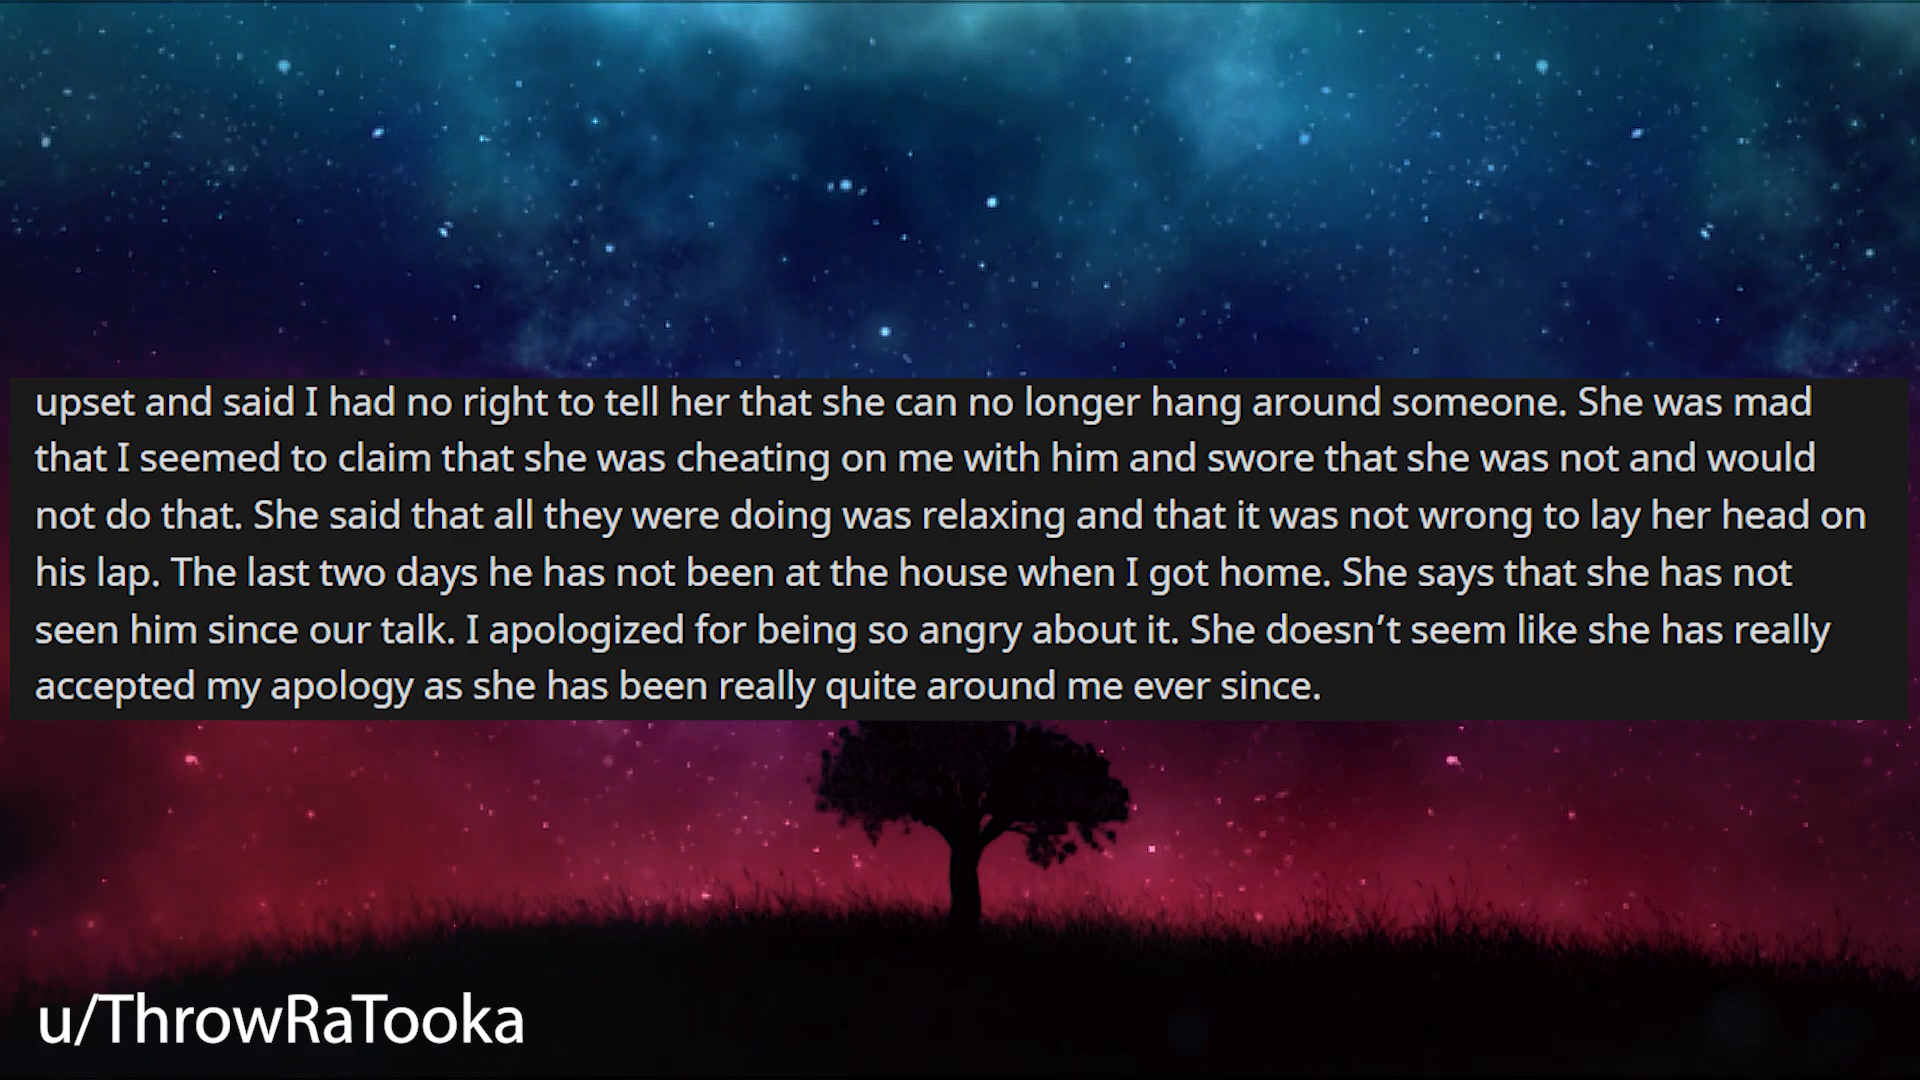 upset and said I had no right to tell her that she can no longer hang around someone. She was mad
that I seemed to claim that she was cheating on me with him and swore that she was not and would
not do that. She said that all they were doing was relaxing and that it was not wrong to lay her head on
his lap. The last two days he has not been at the house when I got home. She says that she has not
seen him since our talk. I apologized for being so angry about it. She doesn’t seem like she has really
accepted my apology as she has been really quite around me ever since.
u/ThrowRaTooka